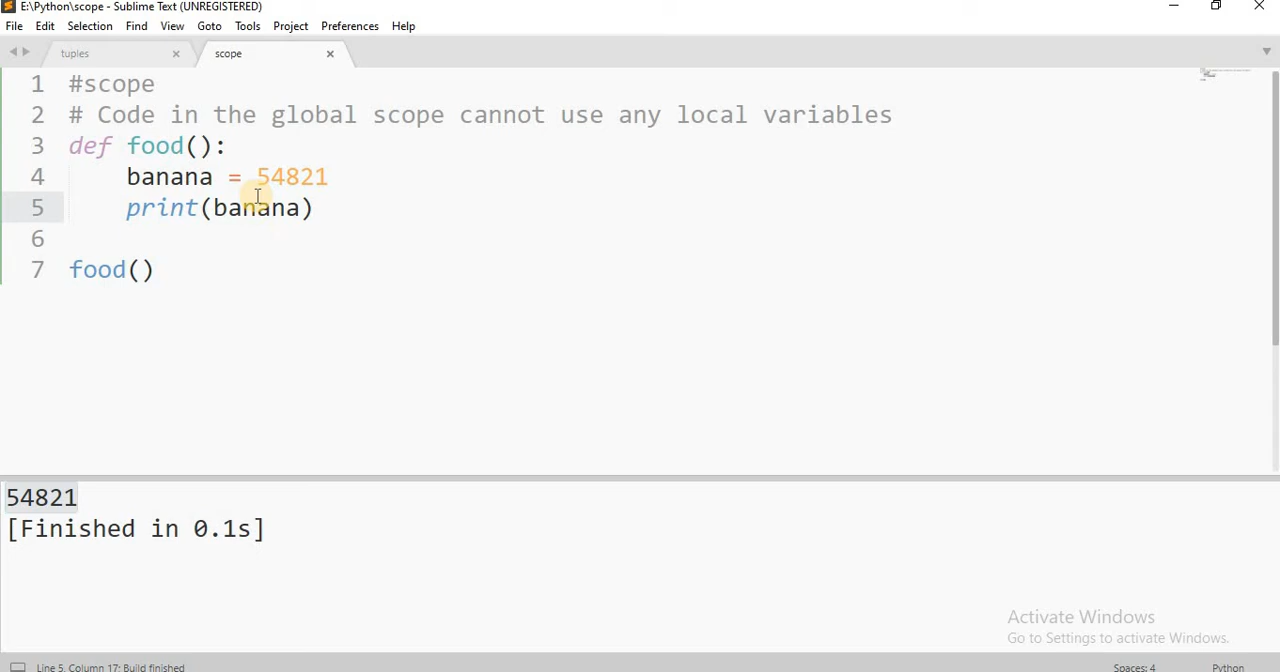 E:\Python\scope - Sublime Text (UNREGISTERED)
File Edit Selection Find View Goto Tools Project Preferences Help
tuples scope
1 #scope
2 # Code in the global scope cannot use any local variables
3 def food():
4 banana = 54821
5 print(banana)
6
7 food()
54821
[Finished in 0.1s]
Activate Windows
Go to Settings to activate Windows.
Line 5, Column 17; Build finished Spaces: 4 Python